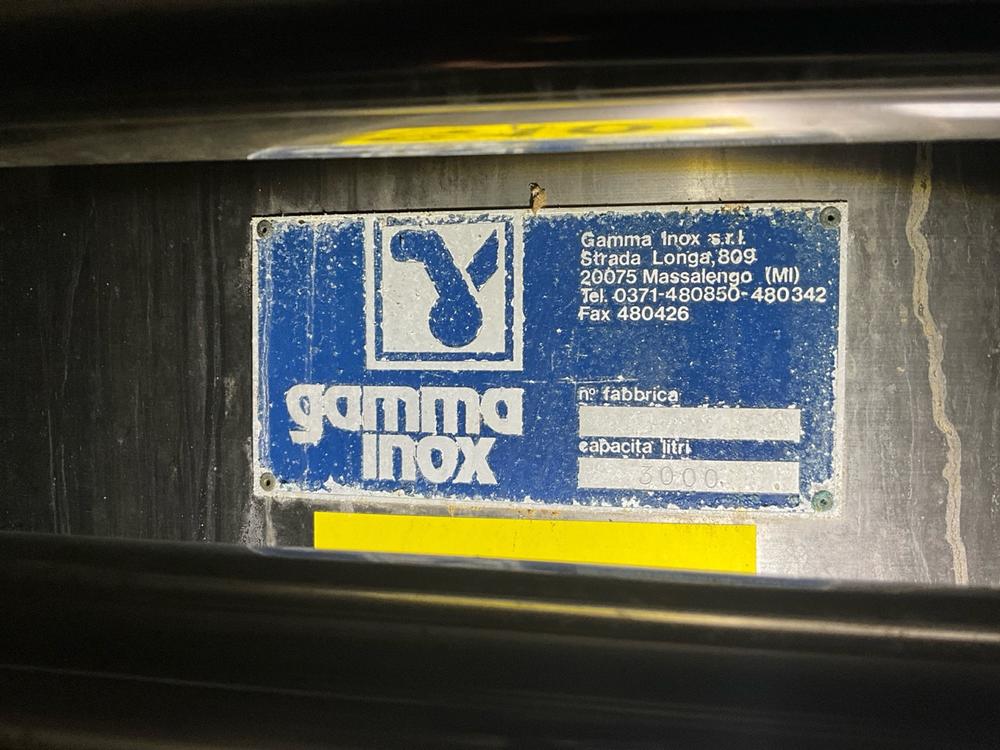 Gamma Inox s.r.l.
Strada Longa, 809
20075 Massalengo (MI)
Tel. 0371-480850-480342
Fax 480426
gamma
inox
n° fabbrica
capacita litri
3000